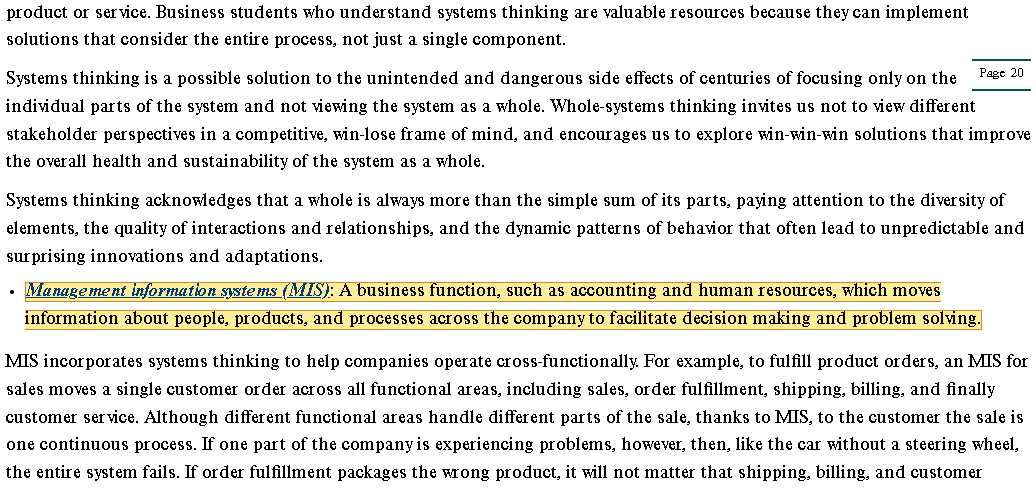 product or service. Business students who understand systems thinking are valuable resources because they can implement
solutions that consider the entire process, not just a single component.
Systems thinking is a possible solution to the unintended and dangerous side effects of centuries of focusing only on the
Page 20
individual parts of the system and not viewing the system as a whole. Whole-systems thinking invites us not to view different
stakeholder perspectives in a competitive, win-lose frame of mind, and encourages us to explore win-win-win solutions that improve
the overall health and sustainability of the system as a whole.
Systems thinking acknowledges that a whole is always more than the simple sum of its parts, paying attention to the diversity of
elements, the quality of interactions and relationships, and the dynamic patterns of behavior that often lead to unpredictable and
surprising innovations and adaptations.
• Management information systems (MIS): A business function, such as accounting and human resources, which moves
information about people, products, and processes across the company to facilitate decision making and problem solving.
MIS incorporates systems thinking to help companies operate cross-functionally. For example, to fulfill product orders, an MIS for
sales moves a single customer order across all functional areas, including sales, order fulfillment, shipping, billing, and finally
customer service. Although different functional areas handle different parts of the sale, thanks to MIS, to the customer the sale is
one continuous process. If one part of the company is experiencing problems, however, then, like the car without a steering wheel,
the entire system fails. If order fulfillment packages the wrong product, it will not matter that shipping, billing, and customer